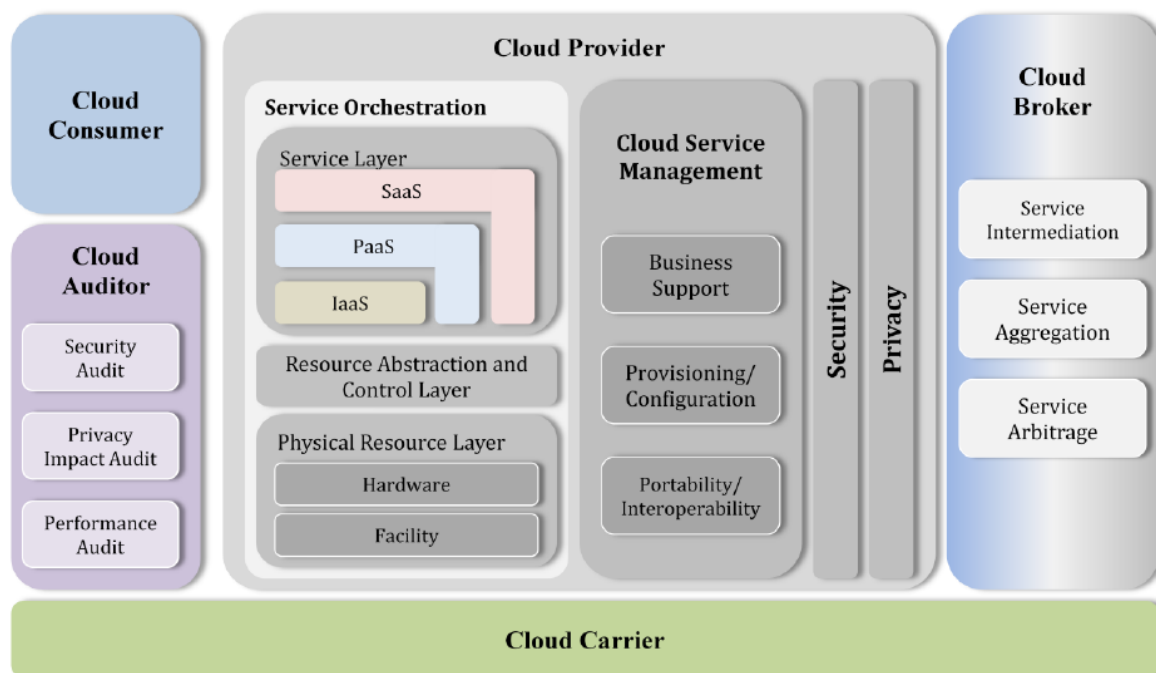 Cloud
Consumer
Cloud
Auditor
Security
Audit
Privacy
Impact Audit
Performance
Audit
Cloud Provider
Service Orchestration
Service Layer
SaaS
PaaS
IaaS
Resource Abstraction and
Control Layer
Physical Resource Layer
Hardware
Facility
Cloud Service
Management
Business
Support
Provisioning/
Configuration
Portability/
Interoperability
Security
Privacy
Cloud
Broker
Service
Intermediation
Service
Aggregation
Service
Arbitrage
Cloud Carrier